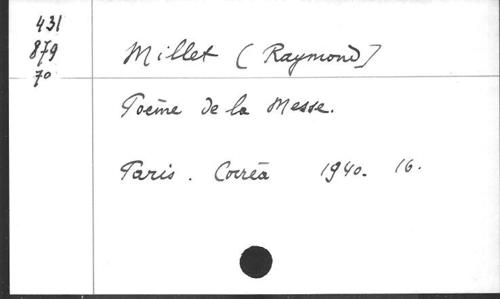 431
879
70
Millet (Raymond)
Poème de la Messe.
Paris. Corrêa 1940. 16.